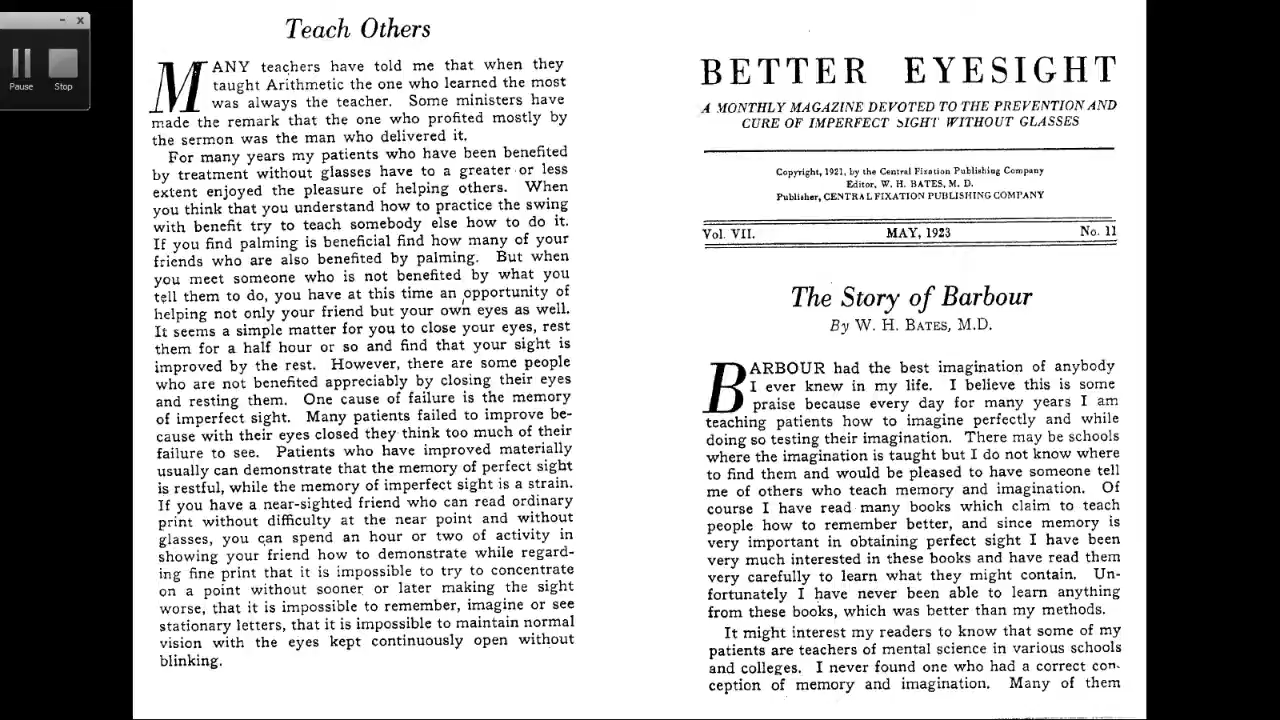 Pause Stop
Teach Others
MANY teachers have told me that when they
taught Arithmetic the one who learned the most
was always the teacher. Some ministers have
made the remark that the one who profited mostly by
the sermon was the man who delivered it.
For many years my patients who have been benefited
by treatment without glasses have to a greater or less
extent enjoyed the pleasure of helping others. When
you think that you understand how to practice the swing
with benefit try to teach somebody else how to do it.
If you find palming is beneficial find how many of your
friends who are also benefited by palming. But when
you meet someone who is not benefited by what you
tell them to do, you have at this time an opportunity of
helping not only your friend but your own eyes as well.
It seems a simple matter for you to close your eyes, rest
them for a half hour or so and find that your sight is
improved by the rest. However, there are some people
who are not benefited appreciably by closing their eyes
and resting them. One cause of failure is the memory
of imperfect sight. Many patients failed to improve be-
cause with their eyes closed they think too much of their
failure to see. Patients who have improved materially
usually can demonstrate that the memory of perfect sight
is restful, while the memory of imperfect sight is a strain.
If you have a near-sighted friend who can read ordinary
print without difficulty at the near point and without
glasses, you can spend an hour or two of activity in
showing your friend how to demonstrate while regard-
ing fine print that it is impossible to try to concentrate
on a point without sooner or later making the sight
worse, that it is impossible to remember, imagine or see
stationary letters, that it is impossible to maintain normal
vision with the eyes kept continuously open without
blinking.
BETTER EYESIGHT
A MONTHLY MAGAZINE DEVOTED TO THE PREVENTION AND
CURE OF IMPERFECT SIGHT WITHOUT GLASSES
Copyright, 1921, by the Central Fixation Publishing Company
Editor, W. H. BATES, M. D.
Publisher, CENTRAL FIXATION PUBLISHING COMPANY
Vol. VII. MAY, 1923 No. 11
The Story of Barbour
By W. H. BATES, M.D.
BARBOUR had the best imagination of anybody
I ever knew in my life. I believe this is some
praise because every day for many years I am
teaching patients how to imagine perfectly and while
doing so testing their imagination. There may be schools
where the imagination is taught but I do not know where
to find them and would be pleased to have someone tell
me of others who teach memory and imagination. Of
course I have read many books which claim to teach
people how to remember better, and since memory is
very important in obtaining perfect sight I have been
very much interested in these books and have read them
very carefully to learn what they might contain. Un-
fortunately I have never been able to learn anything
from these books, which was better than my methods.
It might interest my readers to know that some of my
patients are teachers of mental science in various schools
and colleges. I never found one who had a correct con-
ception of memory and imagination. Many of them